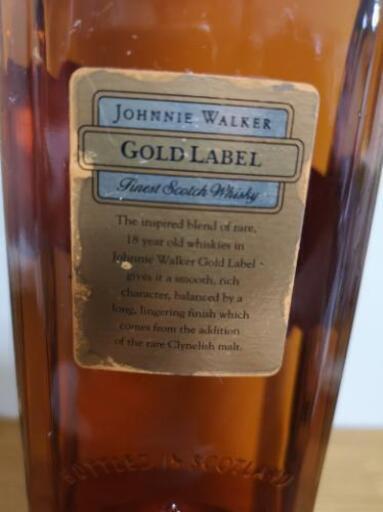 JOHNNIE WALKER
GOLD LABEL
Finest Scotch Whisky
The inspired blend of rare,
18 year old whiskies in
Johnnie Walker Gold Label -
gives it a smooth, rich
character, balanced by a
long, lingering finish which
comes from the addition
of the rare Clynelish malt.
BOTTLED IN SCOTLAND